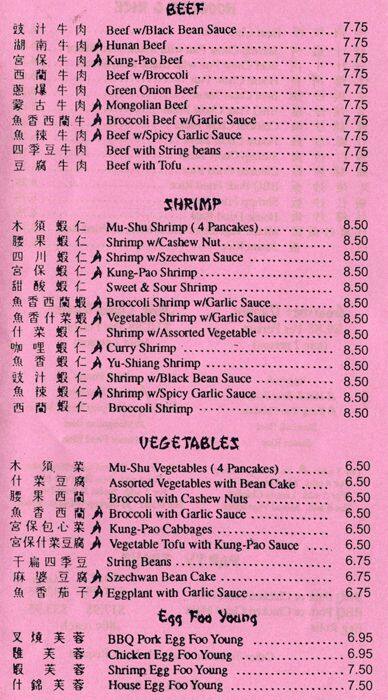 BEEF
豉汁牛肉 Beef w/Black Bean Sauce 7.75
湖南牛肉 Hunan Beef 7.75
宮保牛肉 Kung-Pao Beef 7.75
西蘭牛肉 Beef w/Broccoli 7.75
蔥爆牛肉 Green Onion Beef 7.75
蒙古牛肉 Mongolian Beef 7.75
魚香西蘭牛 Broccoli Beef w/Garlic Sauce 7.75
魚辣牛肉 Beef w/Spicy Garlic Sauce 7.75
四季豆牛肉 Beef with String beans 7.75
豆腐牛肉 Beef with Tofu 7.75
SHRIMP
木須蝦仁 Mu-Shu Shrimp ( 4 Pancakes) 8.50
腰果蝦仁 Shrimp w/Cashew Nut 8.50
四川蝦仁 Shrimp w/Szechwan Sauce 8.50
宮保蝦仁 Kung-Pao Shrimp 8.50
甜酸蝦仁 Sweet & Sour Shrimp 8.50
魚香西蘭蝦 Broccoli Shrimp w/Garlic Sauce 8.50
魚香什菜蝦 Vegetable Shrimp w/Garlic Sauce 8.50
什菜蝦仁 Shrimp w/Assorted Vegetable 8.50
咖哩蝦仁 Curry Shrimp 8.50
魚香蝦仁 Yu-Shiang Shrimp 8.50
豉汁蝦仁 Shrimp w/Black Bean Sauce 8.50
魚辣蝦仁 Shrimp w/Spicy Garlic Sauce 8.50
西蘭蝦仁 Broccoli Shrimp 8.50
VEGETABLES
木須菜 Mu-Shu Vegetables ( 4 Pancakes) 6.50
什菜豆腐 Assorted Vegetables with Bean Cake 6.50
腰果西蘭 Broccoli with Cashew Nuts 6.50
魚香西蘭 Broccoli with Garlic Sauce 6.50
宮保包心菜 Kung-Pao Cabbages 6.50
宮保什菜豆腐 Vegetable Tofu with Kung-Pao Sauce 6.50
干扁四季豆 String Beans 6.75
麻婆豆腐 Szechwan Bean Cake 6.75
魚香茄子 Eggplant with Garlic Sauce 6.75
Egg Foo Young
叉燒芙蓉 BBQ Pork Egg Foo Young 6.95
雞芙蓉 Chicken Egg Foo Young 6.95
蝦芙蓉 Shrimp Egg Foo Young 7.50
什錦芙蓉 House Egg Foo Young 7.50